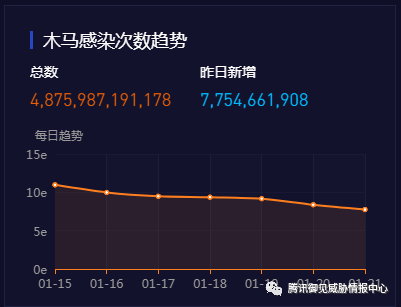 木马感染次数趋势
总数 昨日新增
4,875,987,191,178 7,754,661,908
每日趋势
15e
10e
5e
0e
01-15 01-16 01-17 01-18 01-19 01-20 01-21
腾讯御见威胁情报中心